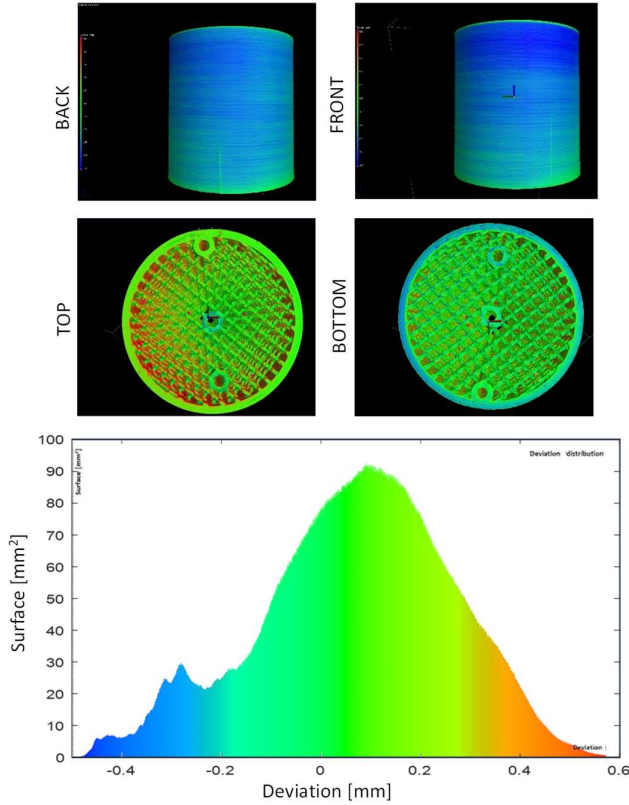 BACK
FRONT
TOP
BOTTOM
100
90
80
70
60
50
40
30
20
10
0
Surface [mm²]
Surface [mm²]
Deviation distribution
Deviation
-0.4
-0.2
0
0.2
0.4
0.6
Deviation [mm]